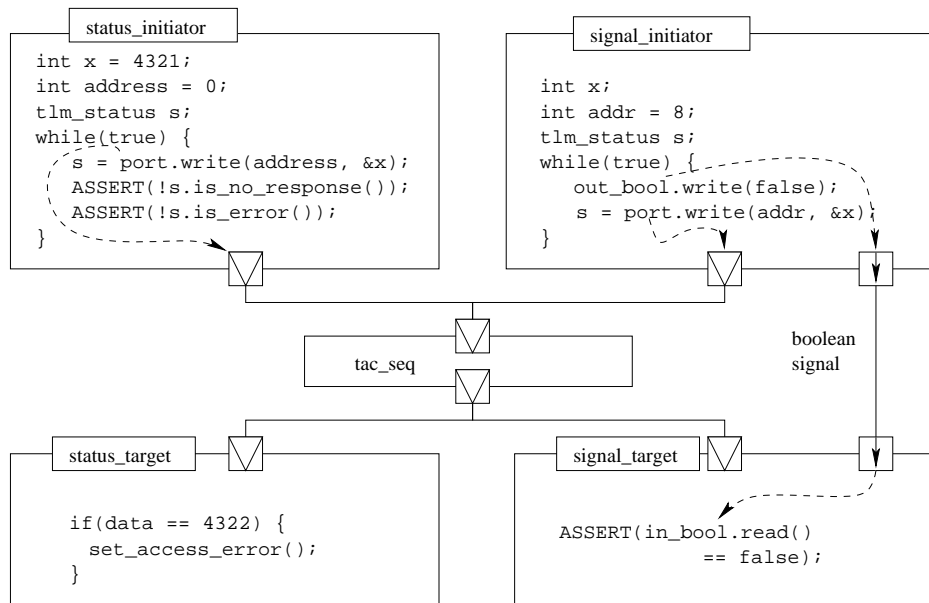 status_initiator
int x = 4321;
int address = 0;
tlm_status s;
while(true) {
s = port.write(address, &x);
ASSERT(!s.is_no_response());
ASSERT(!s.is_error());
}
signal_initiator
int x;
int addr = 8;
tlm_status s;
while(true) {
out_bool.write(false);
s = port.write(addr, &x);
}
tac_seq
boolean
signal
status_target
if(data == 4322) {
set_access_error();
}
signal_target
ASSERT(in_bool.read()
== false);